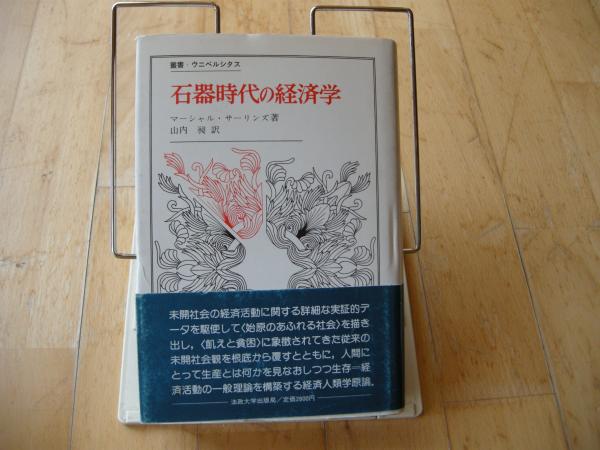 叢書・ウニベルシタス
石器時代の経済学
マーシャル・サーリンズ著
山内 昶 訳
未開社会の経済活動に関する詳細な実証的デ
ータを駆使して〈始原のあふれる社会〉を描き
出し，〈飢えと貧困〉に象徴されてきた従来の
未開社会観を根底から覆すとともに，人間に
とって生産とは何かを見なおしつつ生存＝経
済活動の一般理論を構築する経済人類学原論。
法政大学出版局／定価3900円